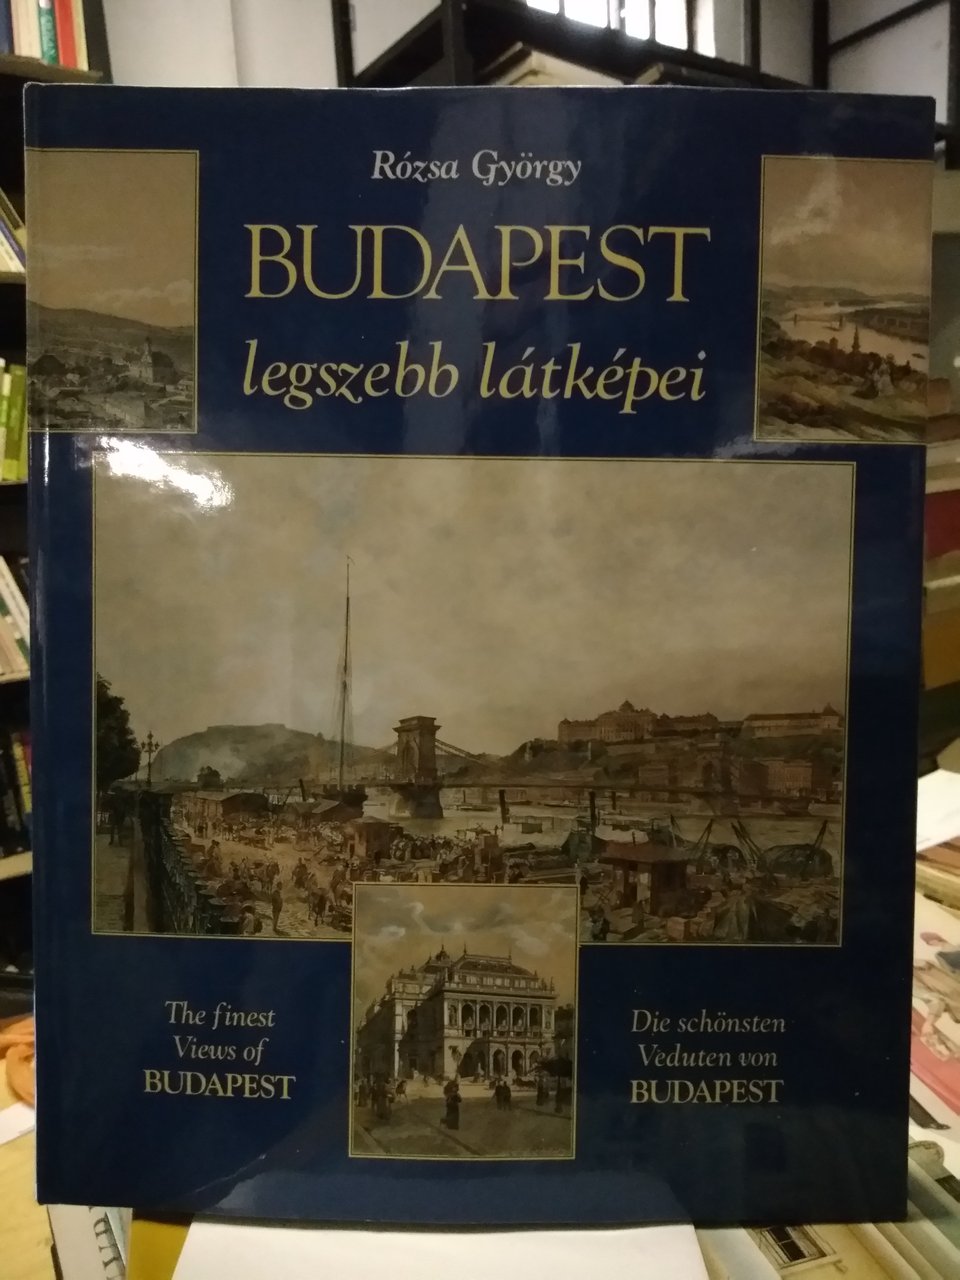 Rózsa György
BUDAPEST
legszebb látképei
The finest
Views of
BUDAPEST
Die schönsten
Veduten von
BUDAPEST